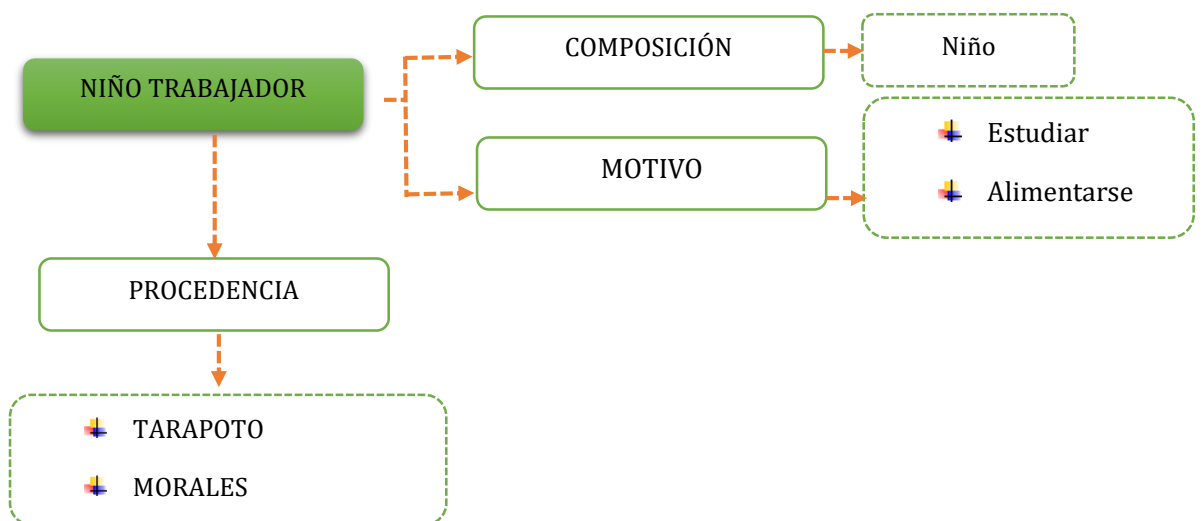 NIÑO TRABAJADOR
COMPOSICIÓN
Niño
MOTIVO
Estudiar
Alimentarse
PROCEDENCIA
TARAPOTO
MORALES